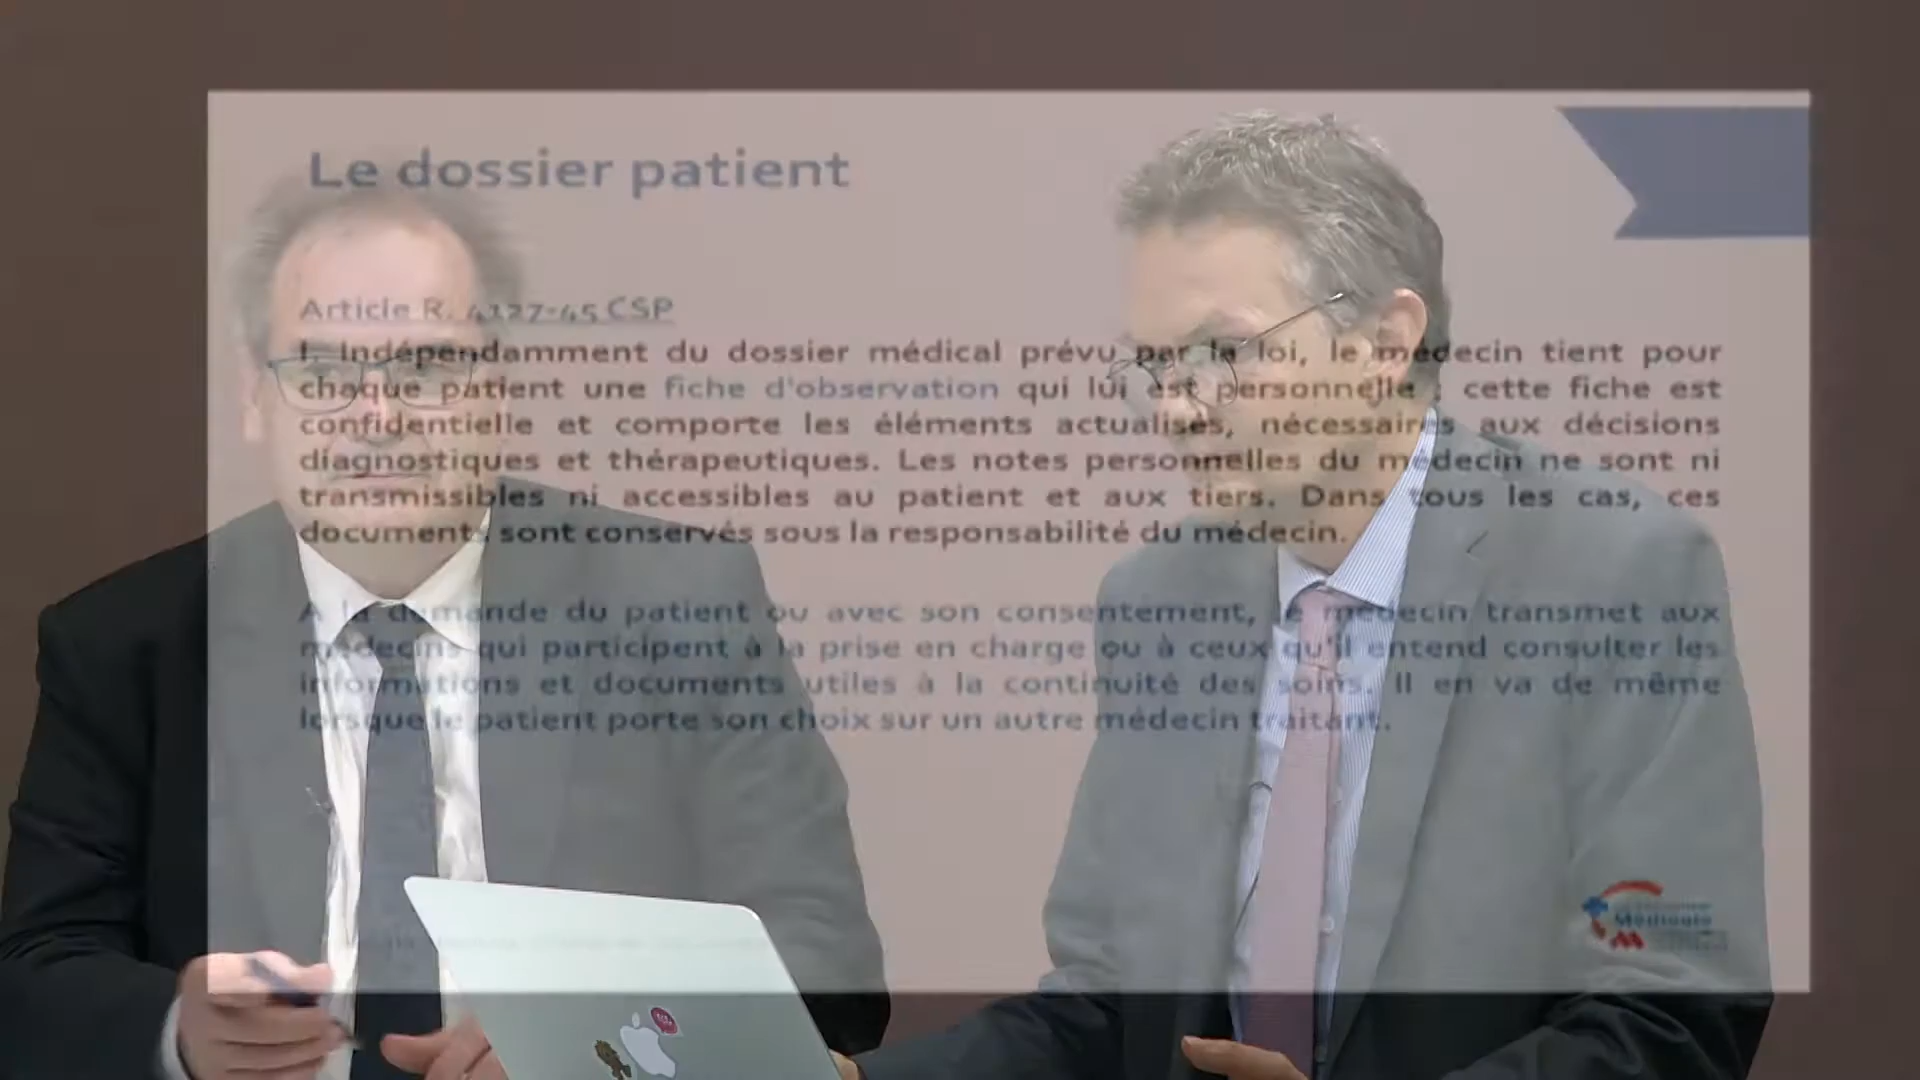 Le dossier patient
Article R. 4127-45 CSP
I. Indépendamment du dossier médical prévu par la loi, le médecin tient pour
chaque patient une fiche d'observation qui lui est personnelle ; cette fiche est
confidentielle et comporte les éléments actualisés, nécessaires aux décisions
diagnostiques et thérapeutiques. Les notes personnelles du médecin ne sont ni
transmissibles ni accessibles au patient et aux tiers. Dans tous les cas, ces
documents sont conservés sous la responsabilité du médecin.
A la demande du patient ou avec son consentement, le médecin transmet aux
médecins qui participent à la prise en charge ou à ceux qu'il entend consulter les
informations et documents utiles à la continuité des soins. Il en va de même
lorsque le patient porte son choix sur un autre médecin traitant.
Médicale